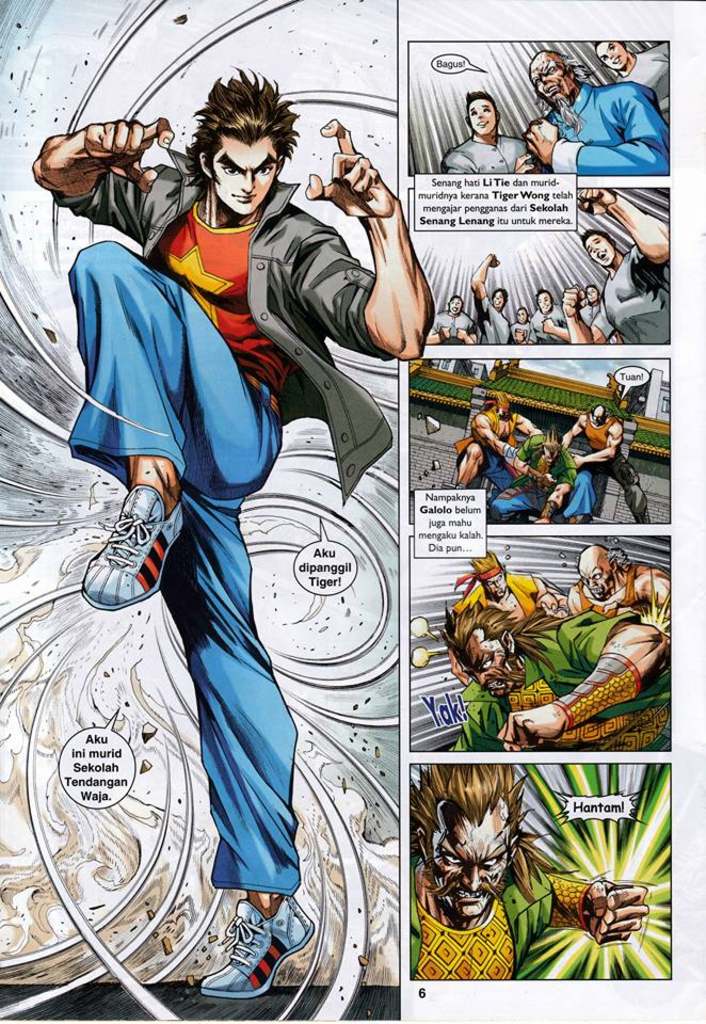 Aku
dipanggil
Tiger!
Aku
ini murid
Sekolah
Tendangan
Waja.
Bagus!
Senang hati Li Tie dan murid-
muridnya kerana Tiger Wong telah
mengajar pengganas dari Sekolah
Senang Lenang itu untuk mereka.
Tuan!
Nampaknya
Galolo belum
juga mahu
mengaku kalah.
Dia pun...
Yak!
Hantam!
6